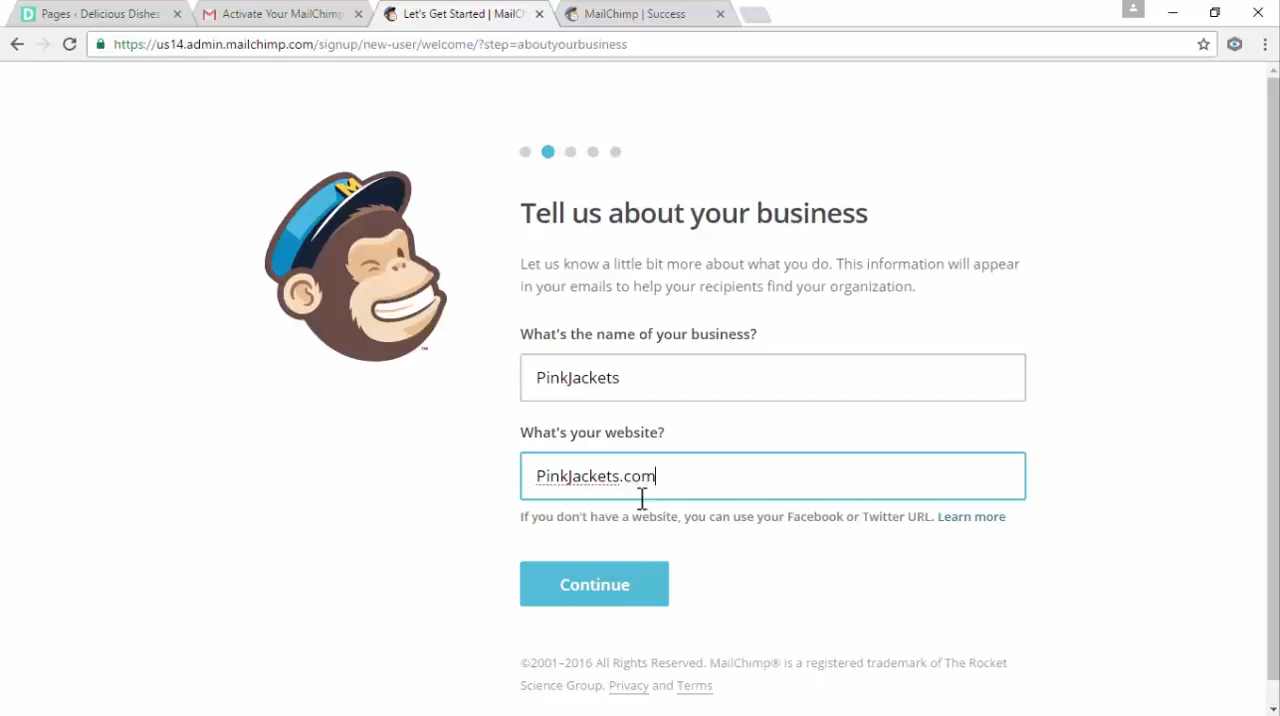 Pages - Delicious Dishes
Activate Your MailChimp
Let's Get Started | MailCh
MailChimp | Success
https://us14.admin.mailchimp.com/signup/new-user/welcome/?step=aboutyourbusiness
Tell us about your business
Let us know a little bit more about what you do. This information will appear
in your emails to help your recipients find your organization.
What's the name of your business?
PinkJackets
What's your website?
PinkJackets.com
If you don't have a website, you can use your Facebook or Twitter URL. Learn more
Continue
©2001–2016 All Rights Reserved. MailChimp® is a registered trademark of The Rocket
Science Group. Privacy and Terms